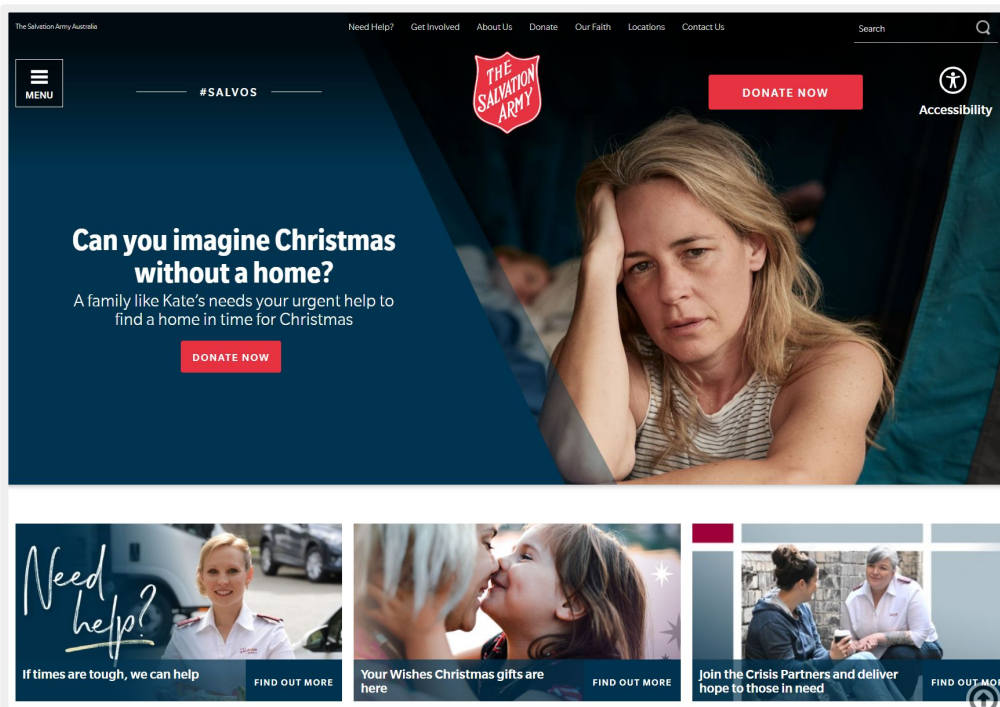 The Salvation Army Australia
Need Help? Get Involved About Us Donate Our Faith Locations Contact Us
Search
MENU
#SALVOS
THE
SALVATION
ARMY
DONATE NOW
Accessibility
Can you imagine Christmas
without a home?
A family like Kate's needs your urgent help to
find a home in time for Christmas
DONATE NOW
Need
help?
If times are tough, we can help
FIND OUT MORE
Your Wishes Christmas gifts are
here
FIND OUT MORE
Join the Crisis Partners and deliver
hope to those in need
FIND OUT MOR